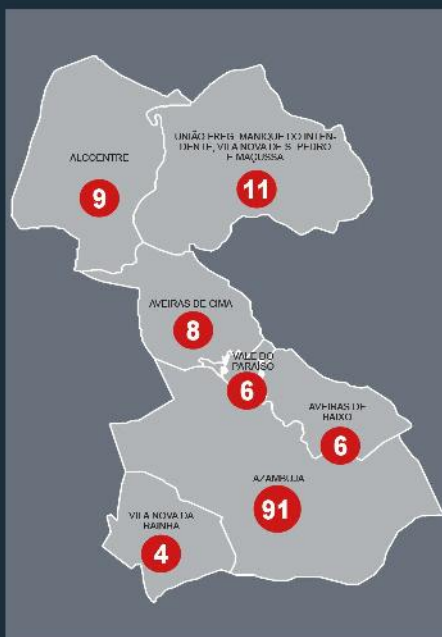 UNIÃO FREG. MANIQUE DO INTEN-
DENTE, VILA NOVA DE S. PEDRO
E MAÇUSSA
ALCOENTRE
11
9
AVEIRAS DE CIMA
8
VALE DO
PARAÍSO
6
AVEIRAS DE
BAIXO
6
AZAMBUJA
91
VILA NOVA DA
RAINHA
4